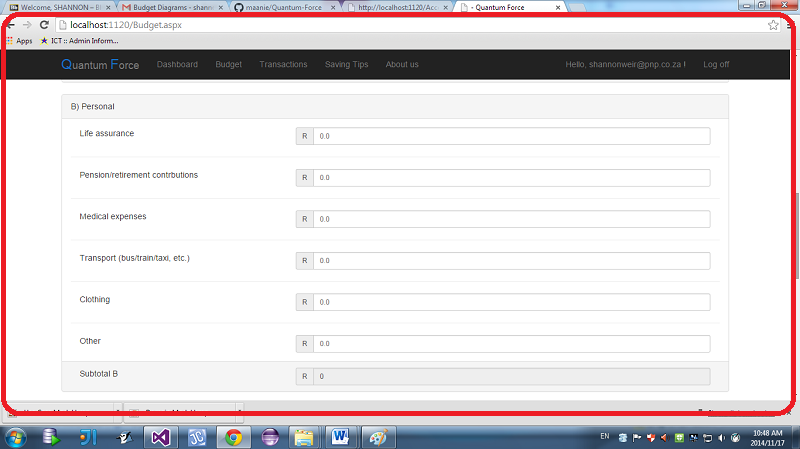 Welcome, SHANNON – B
Budget Diagrams - shann
maanie/Quantum-Force
http://localhost:1120/Acc
- Quantum Force
localhost:1120/Budget.aspx
Apps ICT :: Admin Inform...
Quantum Force Dashboard Budget Transactions Saving Tips About us Hello, shannonweir@pnp.co.za ! Log off
B) Personal
Life assurance R 0.0
Pension/retirement contrbutions R 0.0
Medical expenses R 0.0
Transport (bus/train/taxi, etc.) R 0.0
Clothing R 0.0
Other R 0.0
Subtotal B R 0
EN
10:48 AM
2014/11/17